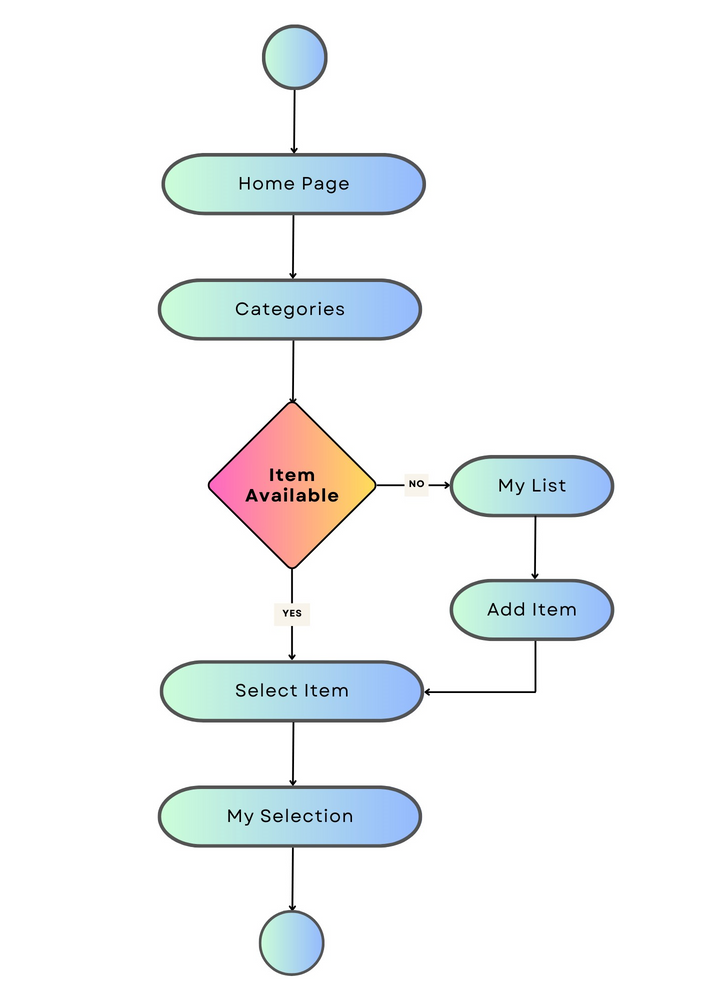 Home Page
Categories
Item
Available
NO
My List
Add Item
YES
Select Item
My Selection